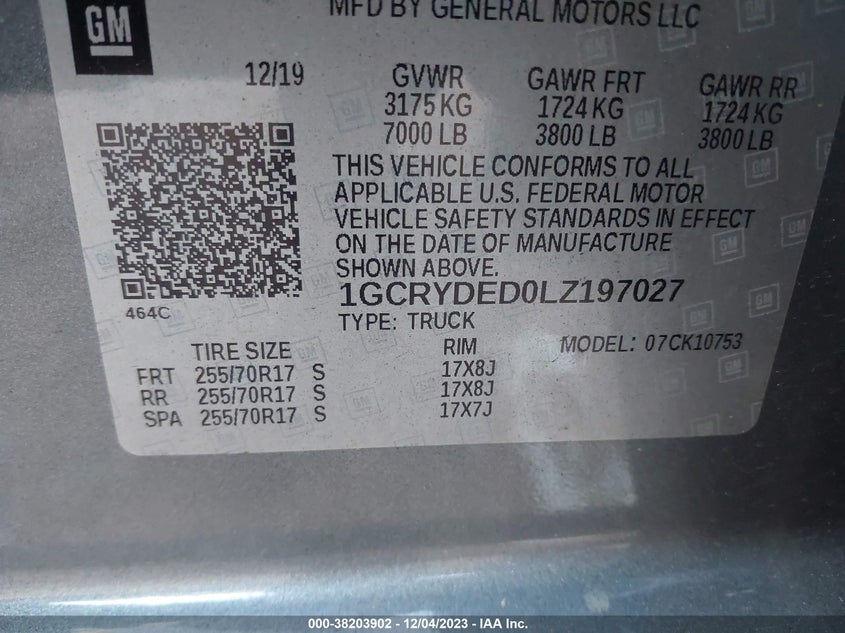 GM
MFD BY GENERAL MOTORS LLC
12/19
GVWR
3175 KG
7000 LB
GAWR FRT
1724 KG
3800 LB
GAWR RR
1724 KG
3800 LB
THIS VEHICLE CONFORMS TO ALL
APPLICABLE U.S. FEDERAL MOTOR
VEHICLE SAFETY STANDARDS IN EFFECT
ON THE DATE OF MANUFACTURE
SHOWN ABOVE.
464C
1GCRYDED0LZ197027
TYPE: TRUCK
MODEL: 07CK10753
TIRE SIZE RIM
FRT 255/70R17 S 17X8J
RR 255/70R17 S 17X8J
SPA 255/70R17 S 17X7J
000-38203902 - 12/04/2023 - IAA Inc.